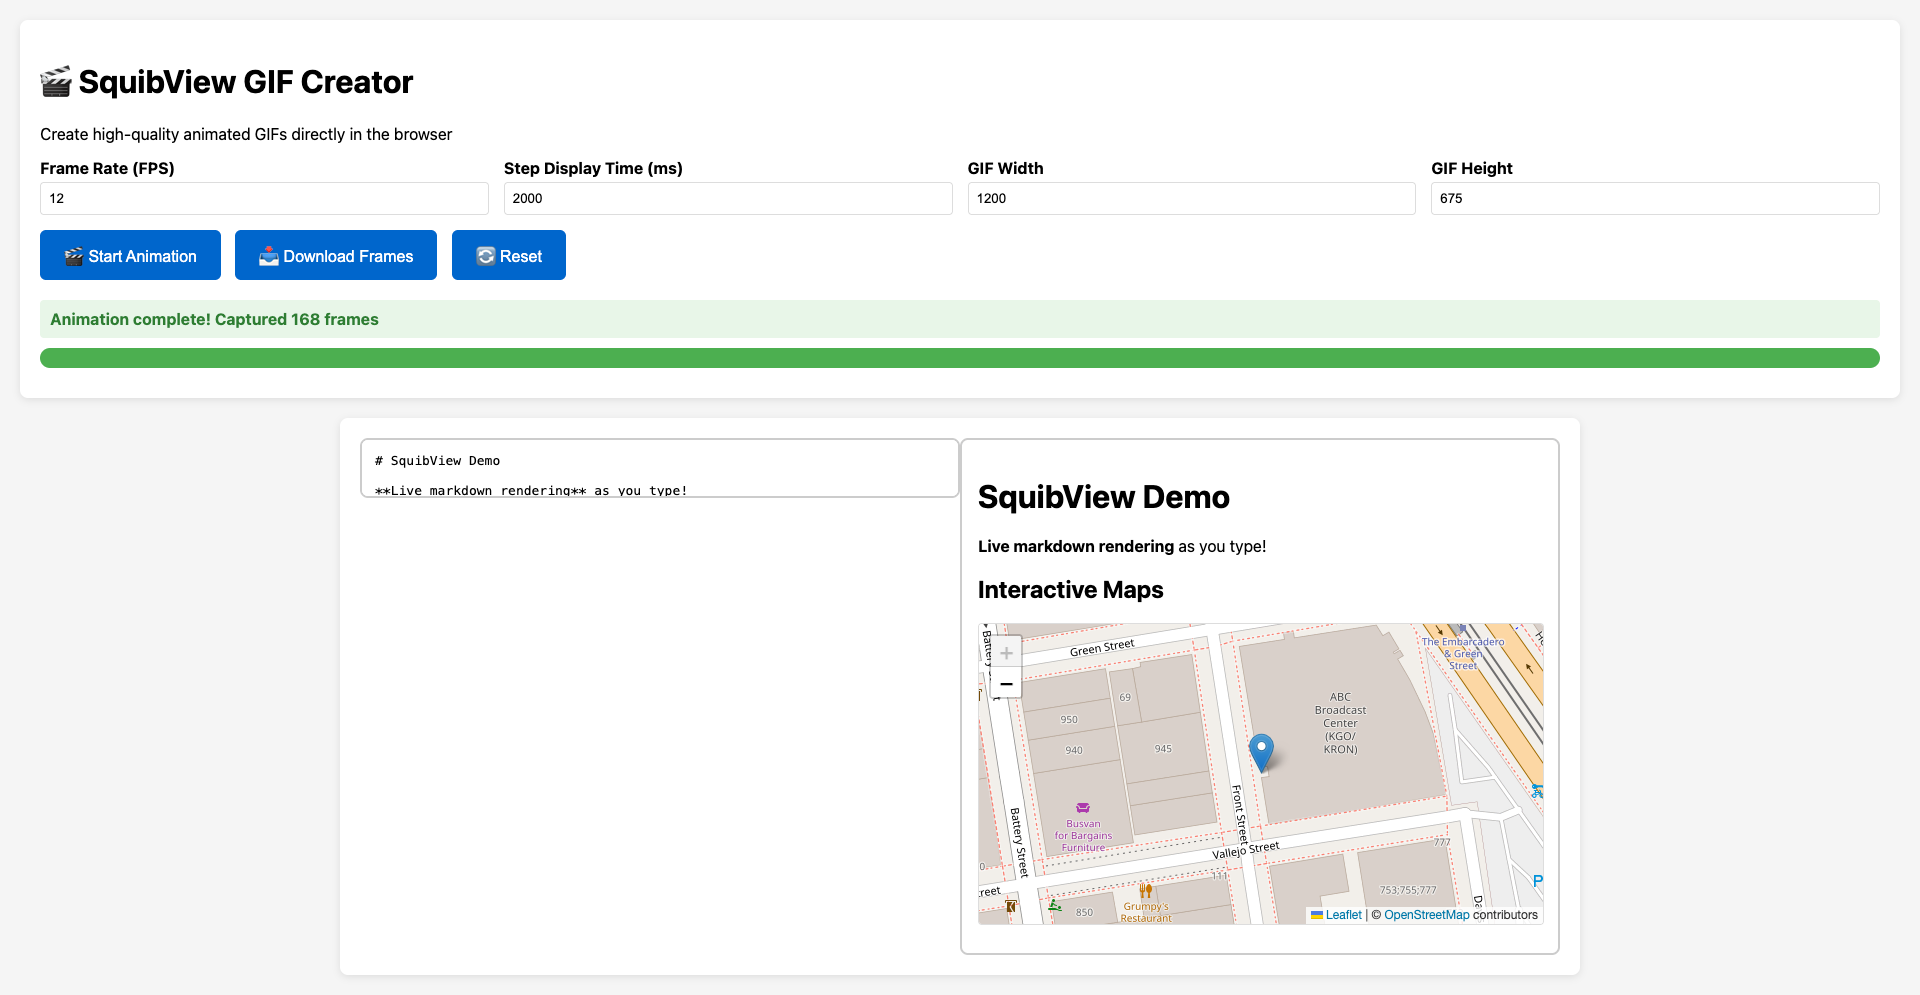 🎬 SquibView GIF Creator
Create high-quality animated GIFs directly in the browser
Frame Rate (FPS)
12
Step Display Time (ms)
2000
GIF Width
1200
GIF Height
675
🎬 Start Animation
📤 Download Frames
🔄 Reset
Animation complete! Captured 168 frames
# SquibView Demo
**Live markdown rendering** as you type!
SquibView Demo
Live markdown rendering as you type!
Interactive Maps
+
−
Green Street
The Embarcadero
& Green
Street
69
950
940
945
ABC
Broadcast
Center
(KGO/
KRON)
Busvan
for Bargains
Furniture
Battery Street
Front Street
Vallejo Street
777
111
753;755;777
850
Grumpy's
Restaurant
P
Leaflet | © OpenStreetMap contributors